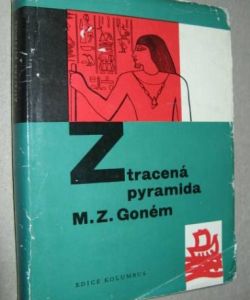 Ztracená
pyramida
M. Z. Goném
EDICE KOLUMBUS